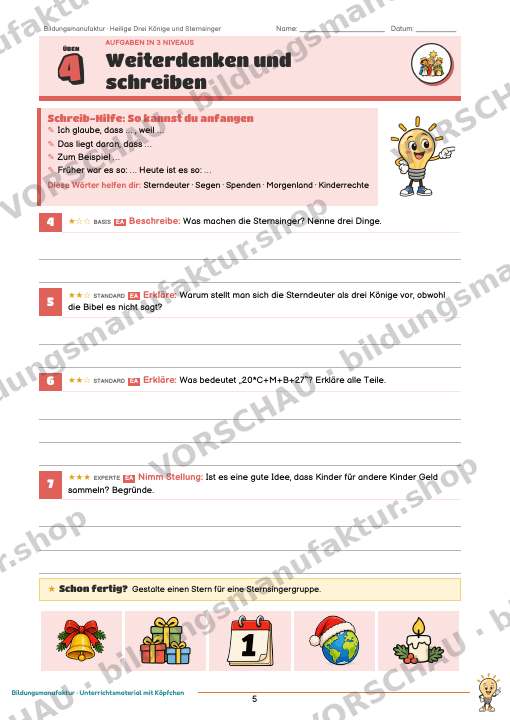 Bildungsmanufaktur · Heilige Drei Könige und Sternsinger
Name: ____________ Datum: ________
ÜBEN
4
AUFGABEN IN 3 NIVEAUS
Weiterdenken und
schreiben
Schreib-Hilfe: So kannst du anfangen
✎ Ich glaube, dass …, weil …
✎ Das liegt daran, dass …
✎ Zum Beispiel …
✎ Früher war es so: … Heute ist es so: …
Diese Wörter helfen dir: Sterndeuter · Segen · Spenden · Morgenland · Kinderrechte
4 ★☆☆ BASIS EA Beschreibe: Was machen die Sternsinger? Nenne drei Dinge.
5 ★★☆ STANDARD EA Erkläre: Warum stellt man sich die Sterndeuter als drei Könige vor, obwohl
die Bibel es nicht sagt?
6 ★★☆ STANDARD EA Erkläre: Was bedeutet „20*C+M+B+27"? Erkläre alle Teile.
7 ★★★ EXPERTE EA Nimm Stellung: Ist es eine gute Idee, dass Kinder für andere Kinder Geld
sammeln? Begründe.
★ Schon fertig? Gestalte einen Stern für eine Sternsingergruppe.
1
Bildungsmanufaktur · Unterrichtsmaterial mit Köpfchen
5
VORSCHAU · bildungsmanufaktur.shop